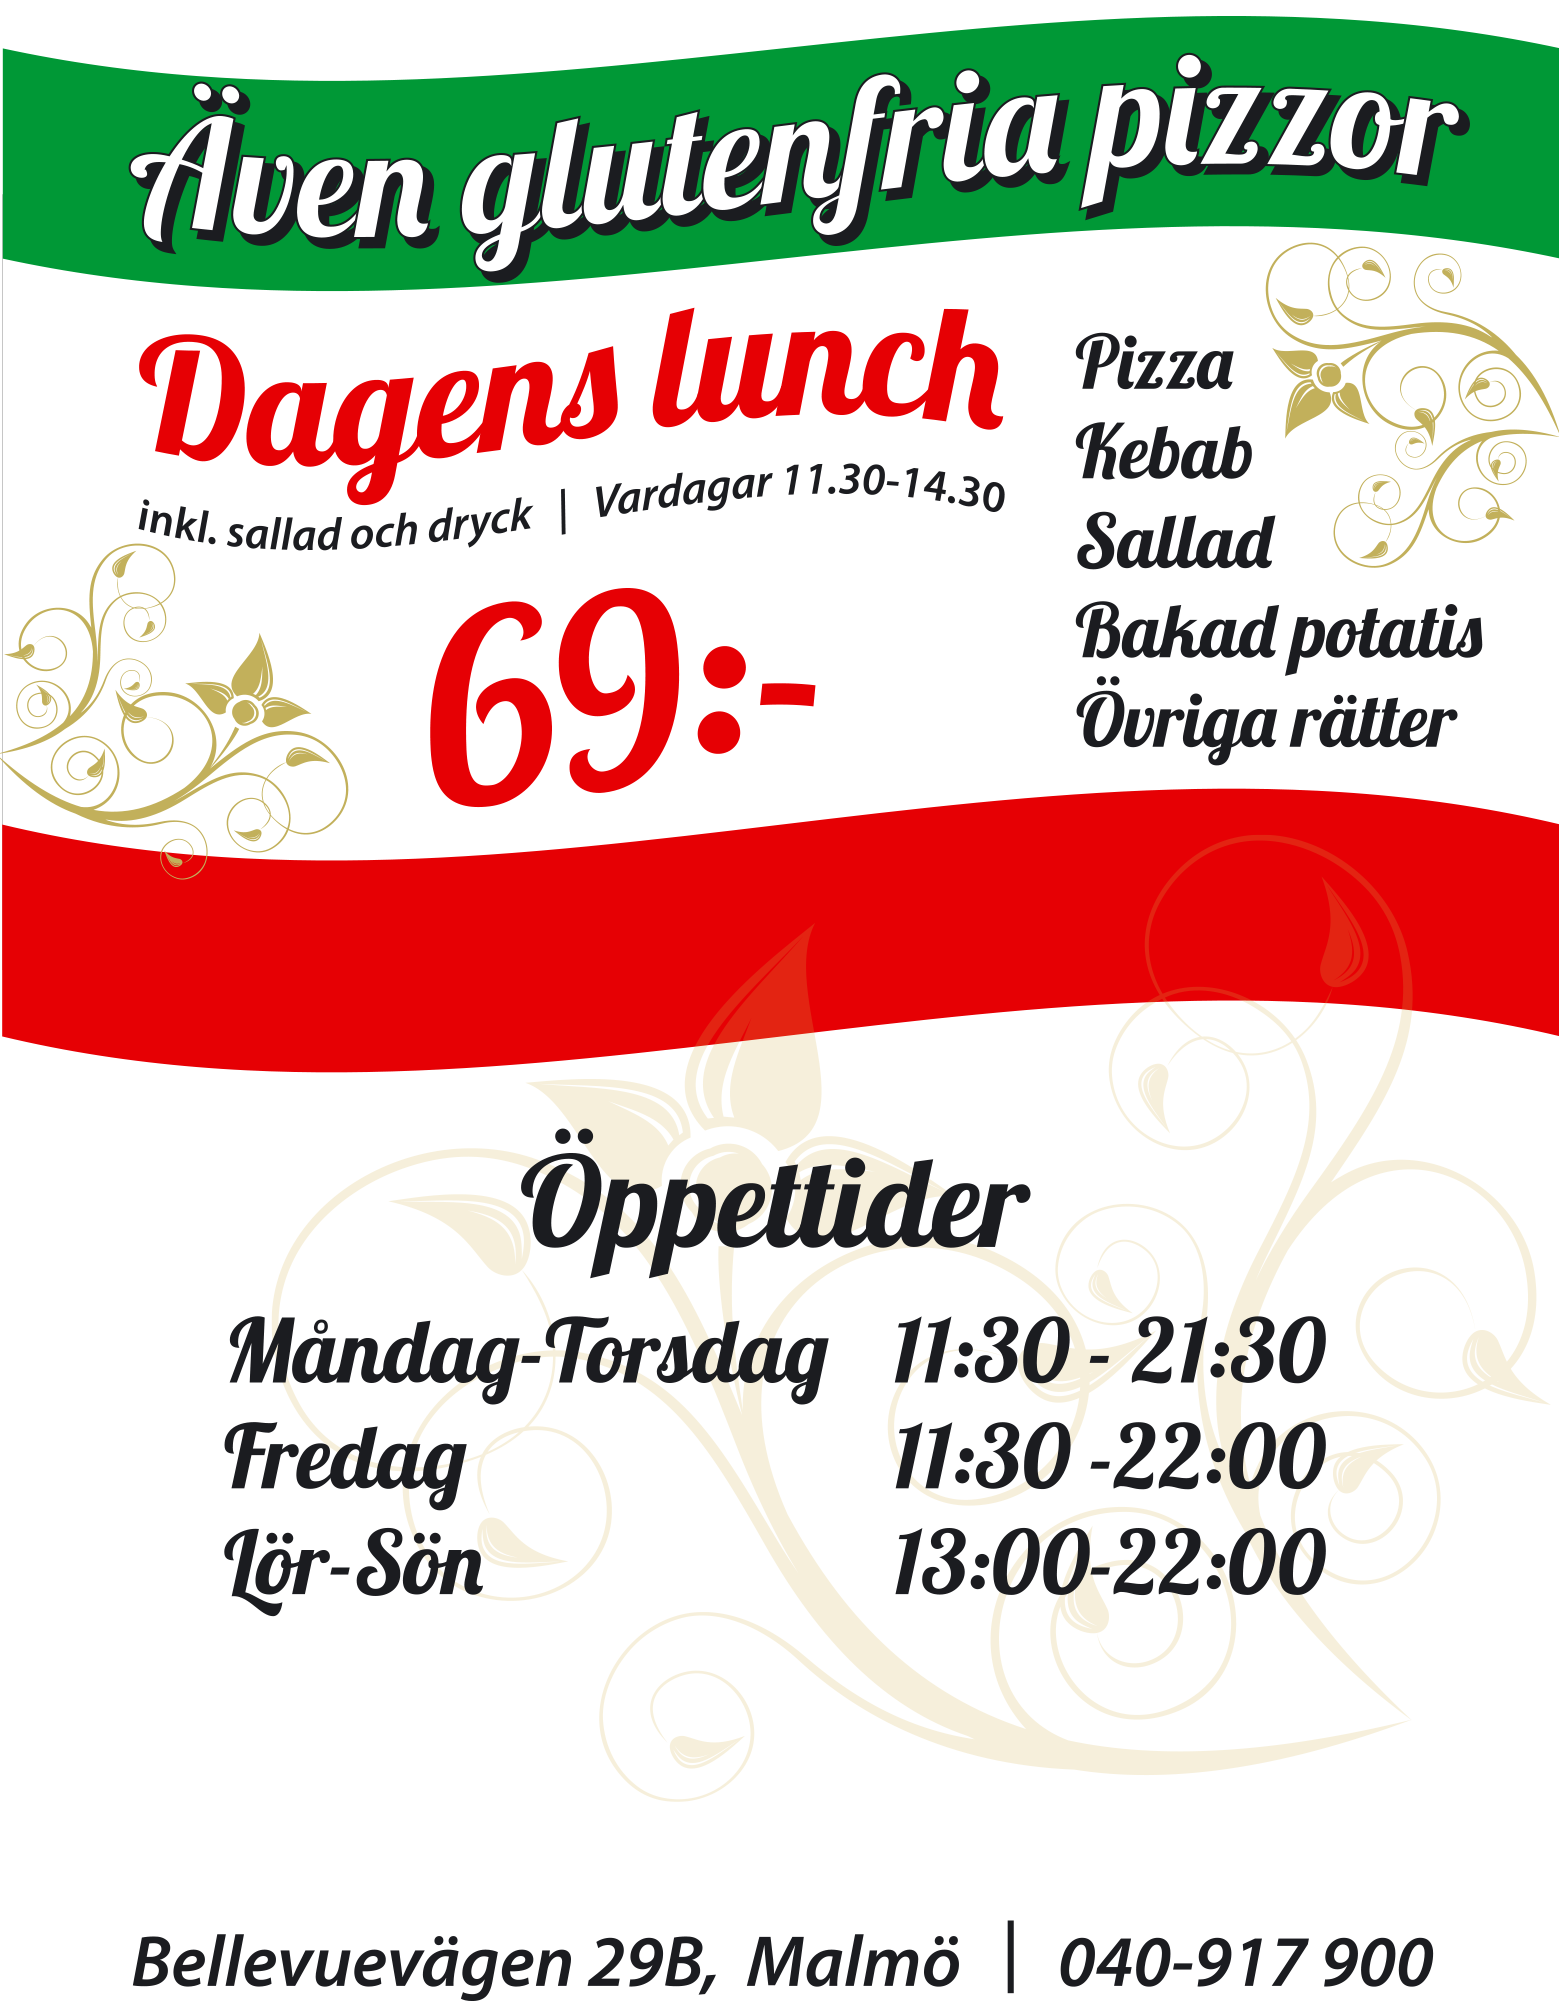 Även glutenfria pizzor
Dagens lunch
inkl. sallad och dryck | Vardagar 11.30-14.30
69:-
Pizza
Kebab
Sallad
Bakad potatis
Övriga rätter
Öppettider
Måndag-Torsdag 11:30 - 21:30
Fredag 11:30 -22:00
Lör-Sön 13:00-22:00
Bellevuevägen 29B, Malmö | 040-917 900